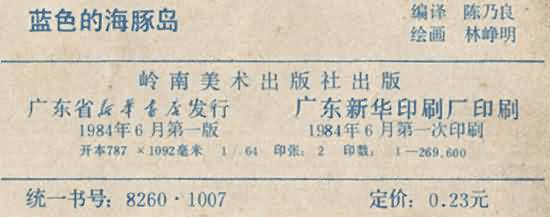 蓝色的海豚岛
编译 陈乃良
绘画 林峥明
岭南美术出版社出版
广东省新华书店发行 广东新华印刷厂印刷
1984年6月第一版 1984年6月第一次印刷
开本787×1092毫米 1/64 印张:2 印数:1—269,600
统一书号:8260·1007 定价:0.23元